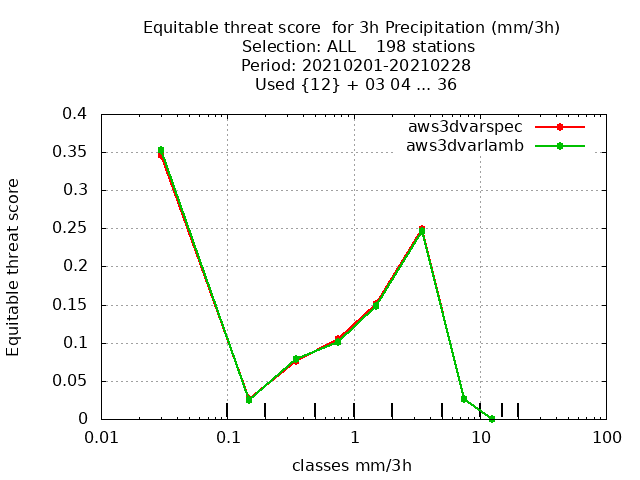 Equitable threat score  for 3h Precipitation (mm/3h)
Selection: ALL    198 stations
Period: 20210201-20210228
Used {12} + 03 04 ... 36
aws3dvarspec
aws3dvarlamb
Equitable threat score
0.4
0.35
0.3
0.25
0.2
0.15
0.1
0.05
0
0.01 0.1 1 10 100
classes mm/3h